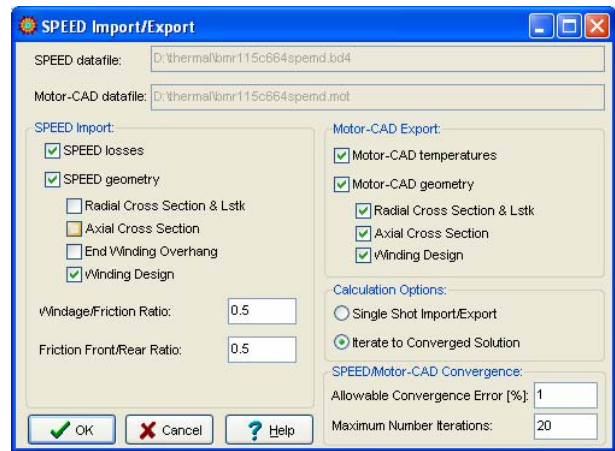 SPEED Import/Export
SPEED datafile: D:\thermal\bmr115c664spemd.bd4
Motor-CAD datafile: D:\thermal\bmr115c664spemd.mot
SPEED Import:
SPEED losses
SPEED geometry
Radial Cross Section & Lstk
Axial Cross Section
End Winding Overhang
Winding Design
Windage/Friction Ratio: 0.5
Friction Front/Rear Ratio: 0.5
OK Cancel Help
Motor-CAD Export:
Motor-CAD temperatures
Motor-CAD geometry
Radial Cross Section & Lstk
Axial Cross Section
Winding Design
Calculation Options:
Single Shot Import/Export
Iterate to Converged Solution
SPEED/Motor-CAD Convergence:
Allowable Convergence Error [%]: 1
Maximum Number Iterations: 20